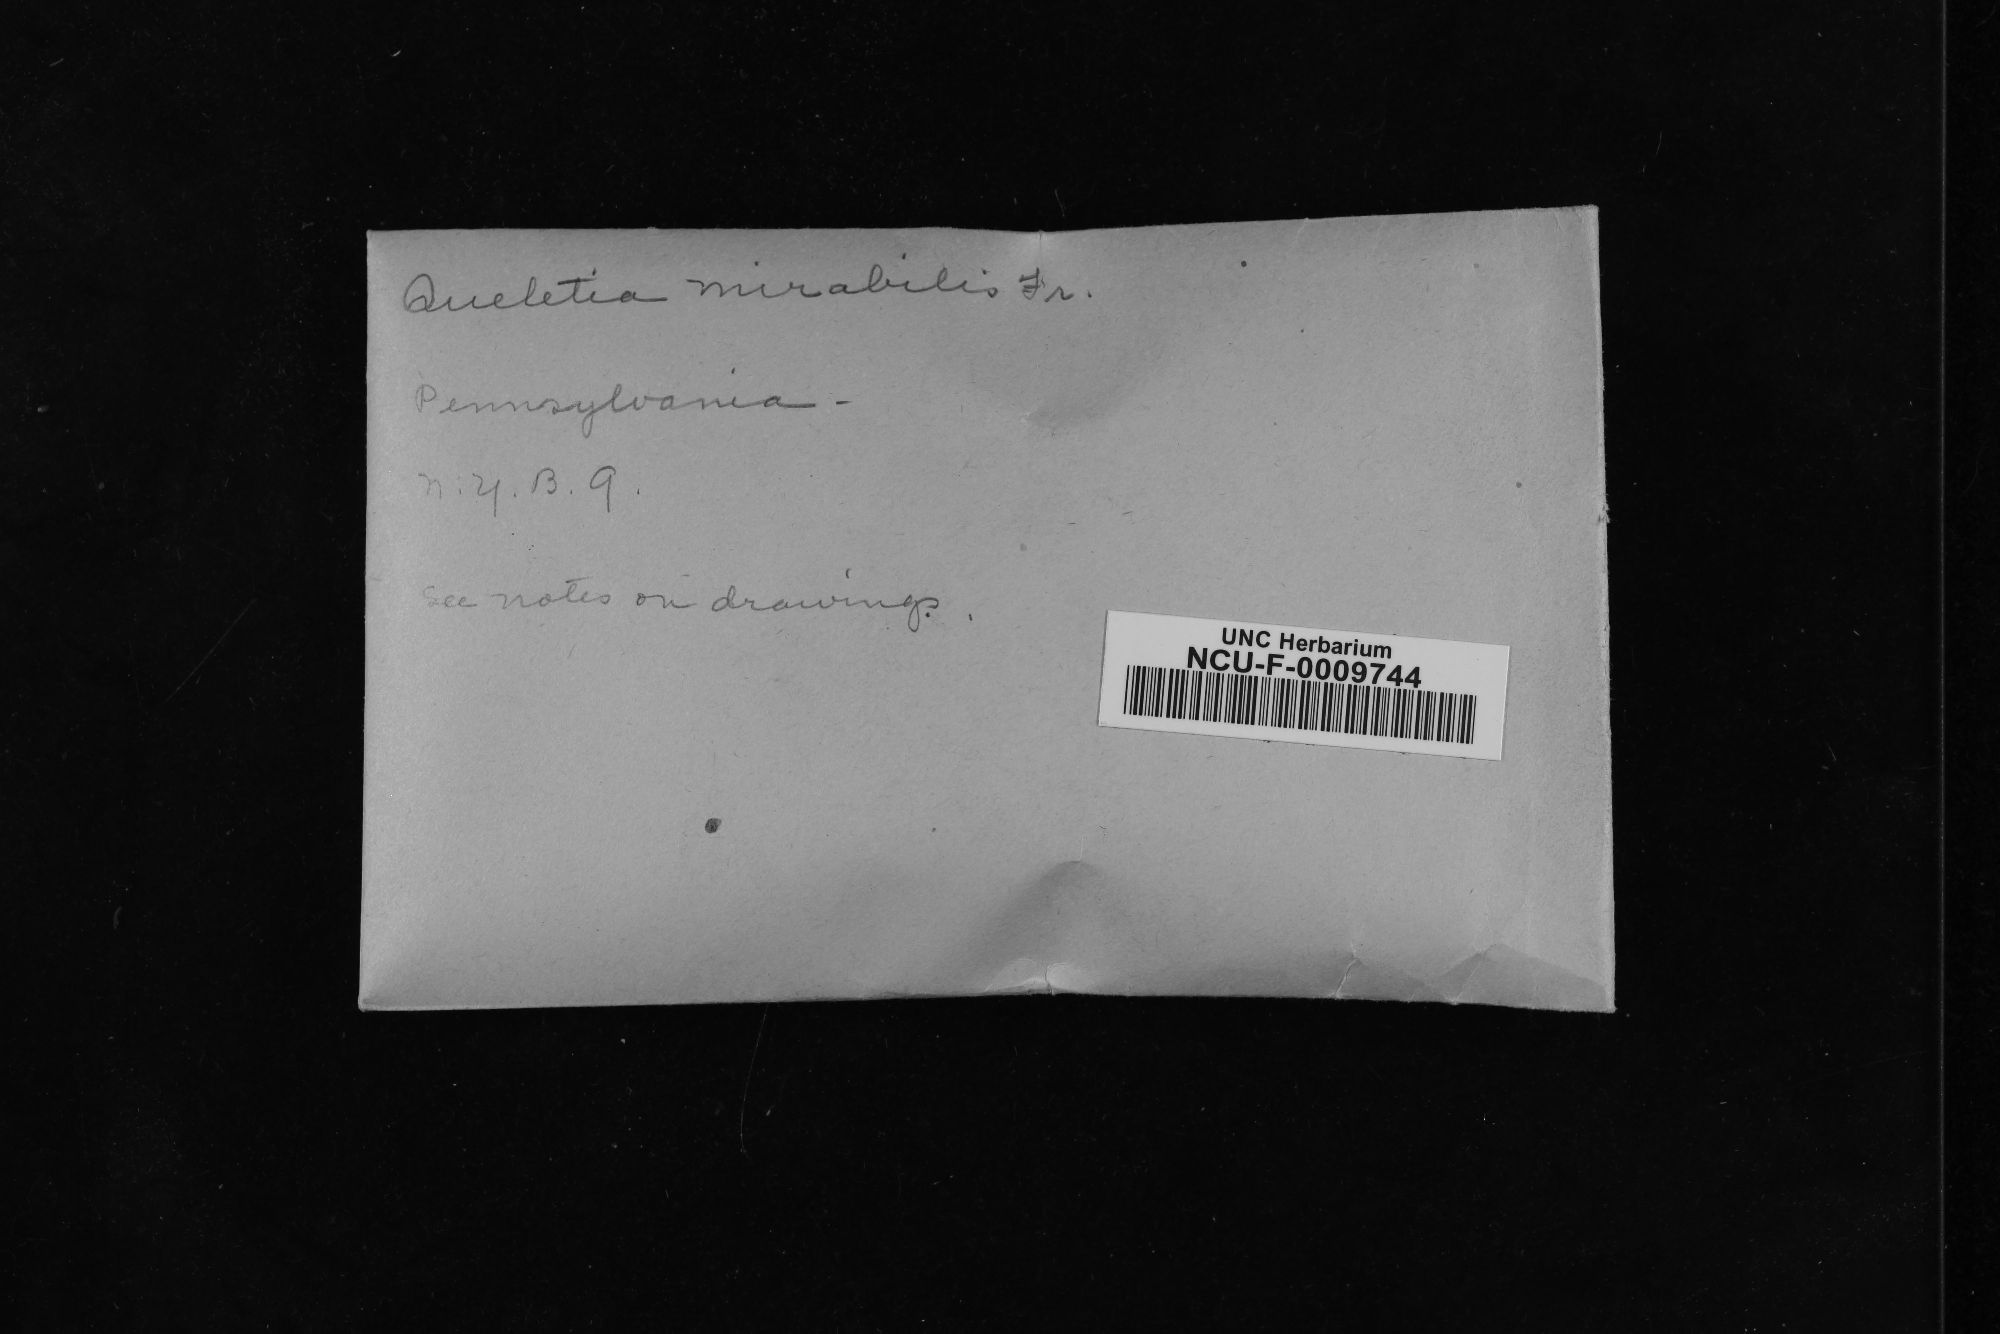 Queletia mirabilis Fr.
Pennsylvania -
N.Y.B.G.
See notes on drawings.
UNC Herbarium
NCU-F-0009744